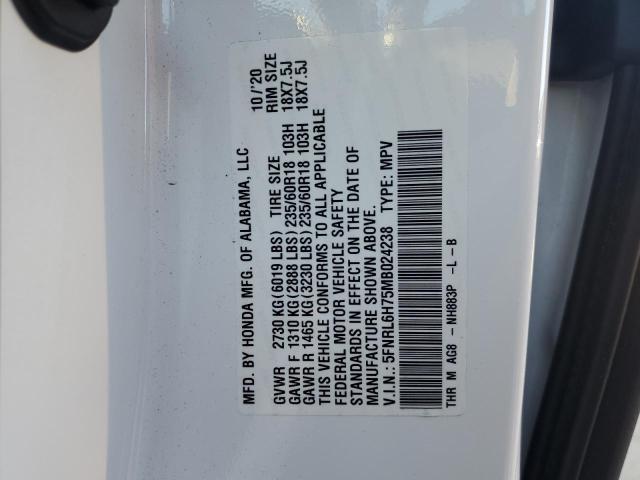 MFD. BY HONDA MFG. OF ALABAMA, LLC 10/'20
GVWR 2730 KG(6019 LBS) TIRE SIZE RIM SIZE
GAWR F 1310 KG(2888 LBS) 235/60R18 103H 18X7.5J
GAWR R 1465 KG(3230 LBS) 235/60R18 103H 18X7.5J
THIS VEHICLE CONFORMS TO ALL APPLICABLE
FEDERAL MOTOR VEHICLE SAFETY
STANDARDS IN EFFECT ON THE DATE OF
MANUFACTURE SHOWN ABOVE.
V.I.N.: 5FNRL6H75MB024238 TYPE: MPV
THR M AG8 - NH883P -L-B